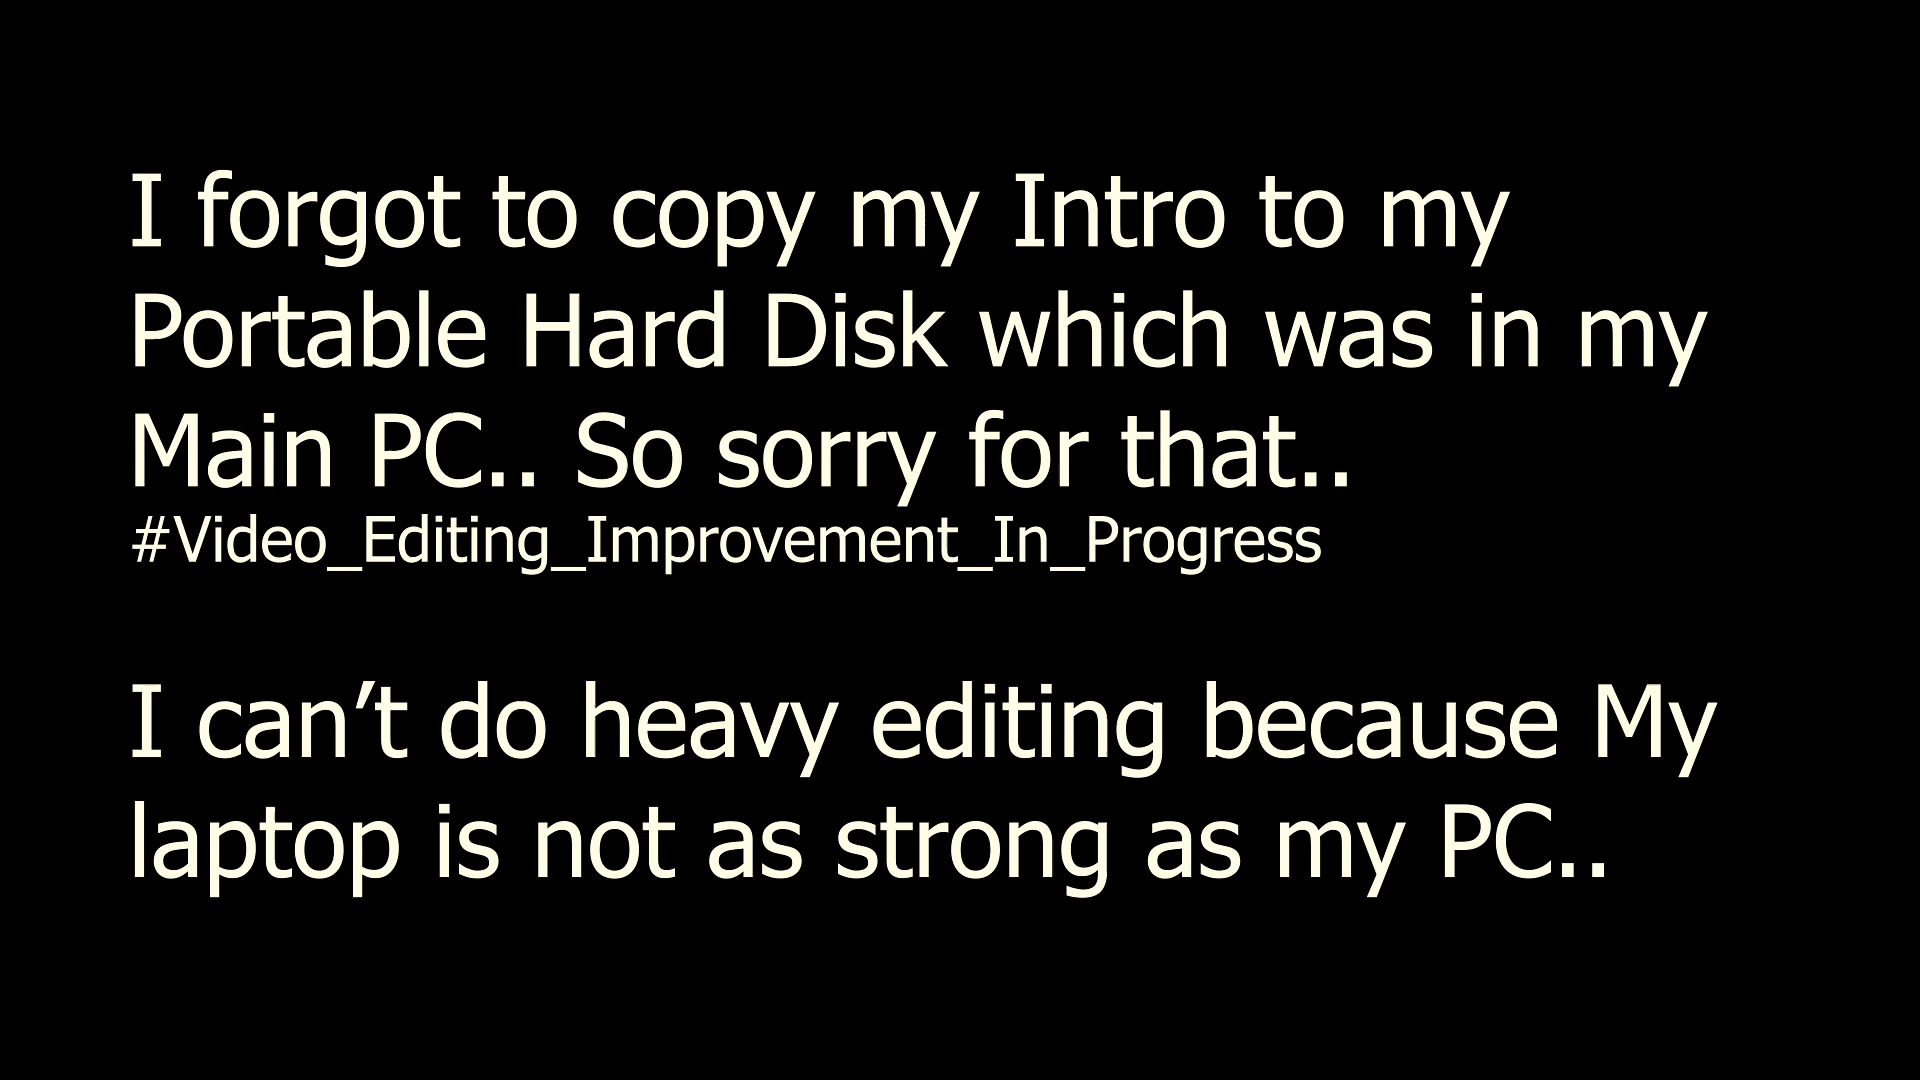 I forgot to copy my Intro to my
Portable Hard Disk which was in my
Main PC.. So sorry for that..
#Video_Editing_Improvement_In_Progress
I can’t do heavy editing because My
laptop is not as strong as my PC..